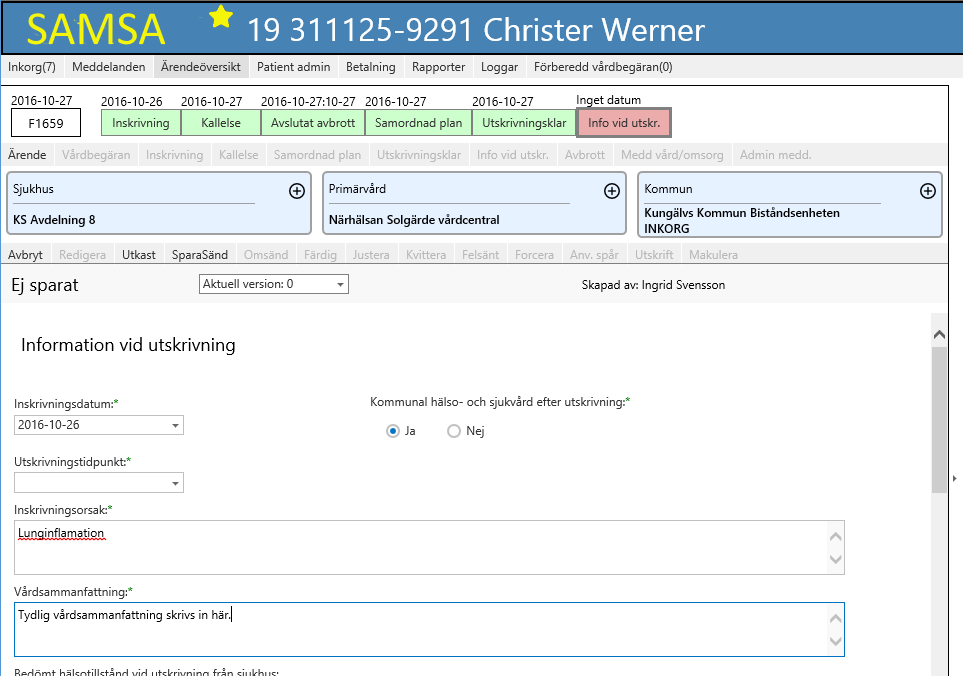 SAMSA 19 311125-9291 Christer Werner
Inkorg(7) Meddelanden Ärendeöversikt Patient admin Betalning Rapporter Loggar Förberedd vårdbegäran(0)
2016-10-27 2016-10-26 2016-10-27 2016-10-27:10-27 2016-10-27 2016-10-27 Inget datum
F1659 Inskrivning Kallelse Avslutat avbrott Samordnad plan Utskrivningsklar Info vid utskr.
Ärende Vårdbegäran Inskrivning Kallelse Samordnad plan Utskrivningsklar Info vid utskr. Avbrott Medd vård/omsorg Admin medd.
Sjukhus Primärvård Kommun
KS Avdelning 8 Närhälsan Solgärde vårdcentral Kungälvs Kommun Biståndsenheten
INKORG
Avbryt Redigera Utkast SparaSänd Omsänd Färdig Justera Kvittera Felsänt Forcera Anv. spår Utskrift Makulera
Ej sparat Aktuell version: 0 Skapad av: Ingrid Svensson
Information vid utskrivning
Inskrivningsdatum:* Kommunal hälso- och sjukvård efter utskrivning:*
2016-10-26 Ja Nej
Utskrivningstidpunkt:*
Inskrivningsorsak:*
Lunginflamation
Vårdsammanfattning:*
Tydlig vårdsammanfattning skrivs in här.
Bedömt hälsotillstånd vid utskrivning från sjukhus: